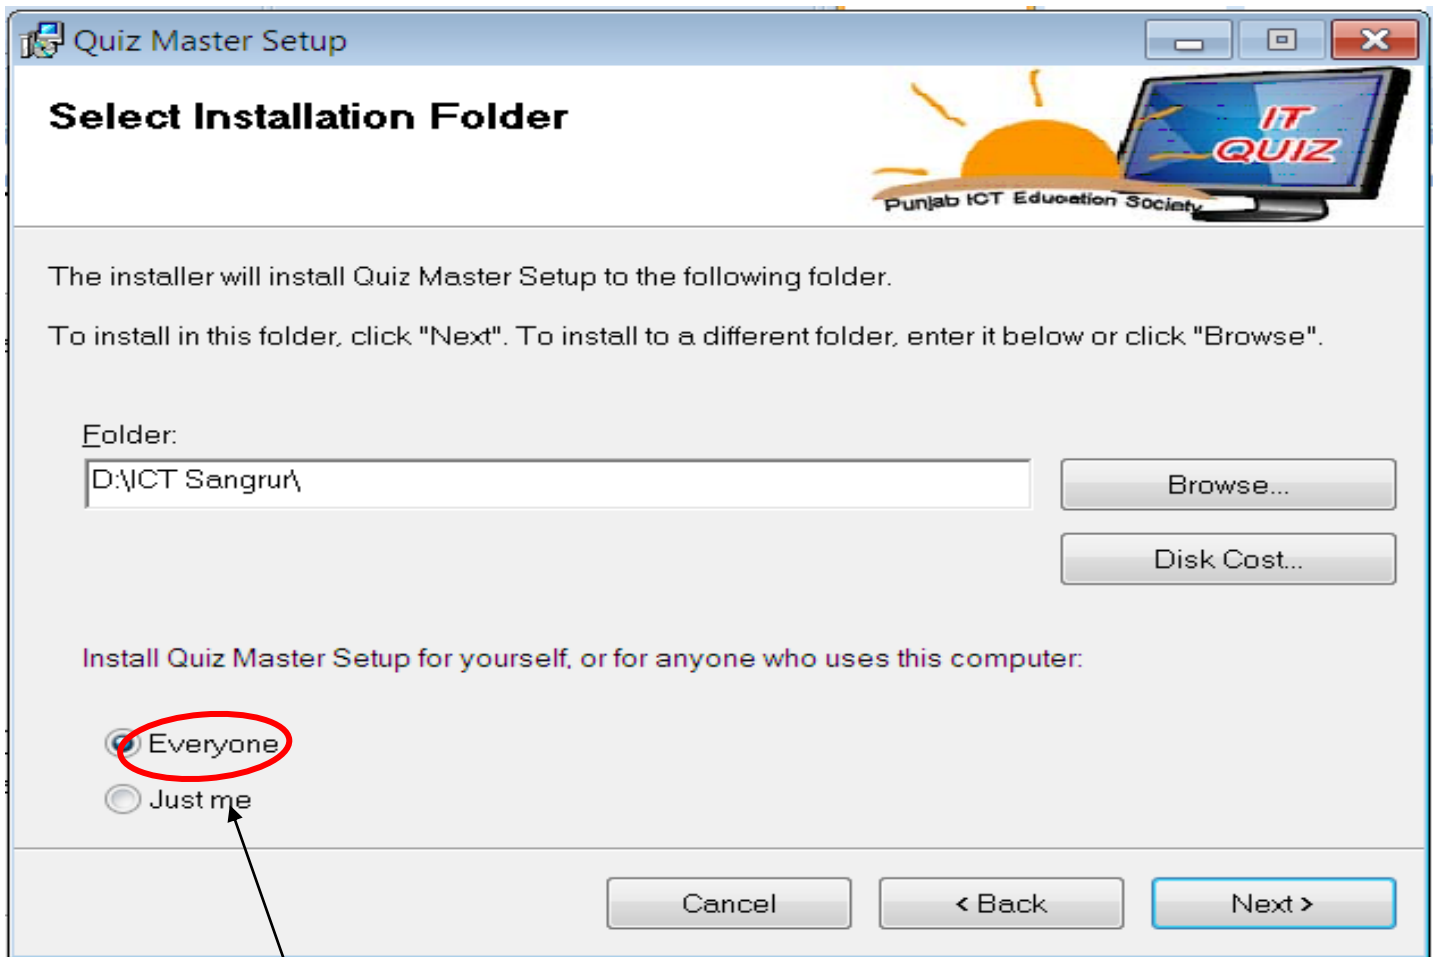 Quiz Master Setup
Select Installation Folder
IT
QUIZ
Punjab ICT Education Society
The installer will install Quiz Master Setup to the following folder.
To install in this folder, click "Next". To install to a different folder, enter it below or click "Browse".
Folder:
D:\ICT Sangrur\
Browse...
Disk Cost...
Install Quiz Master Setup for yourself, or for anyone who uses this computer:
Everyone
Just me
Cancel
< Back
Next >